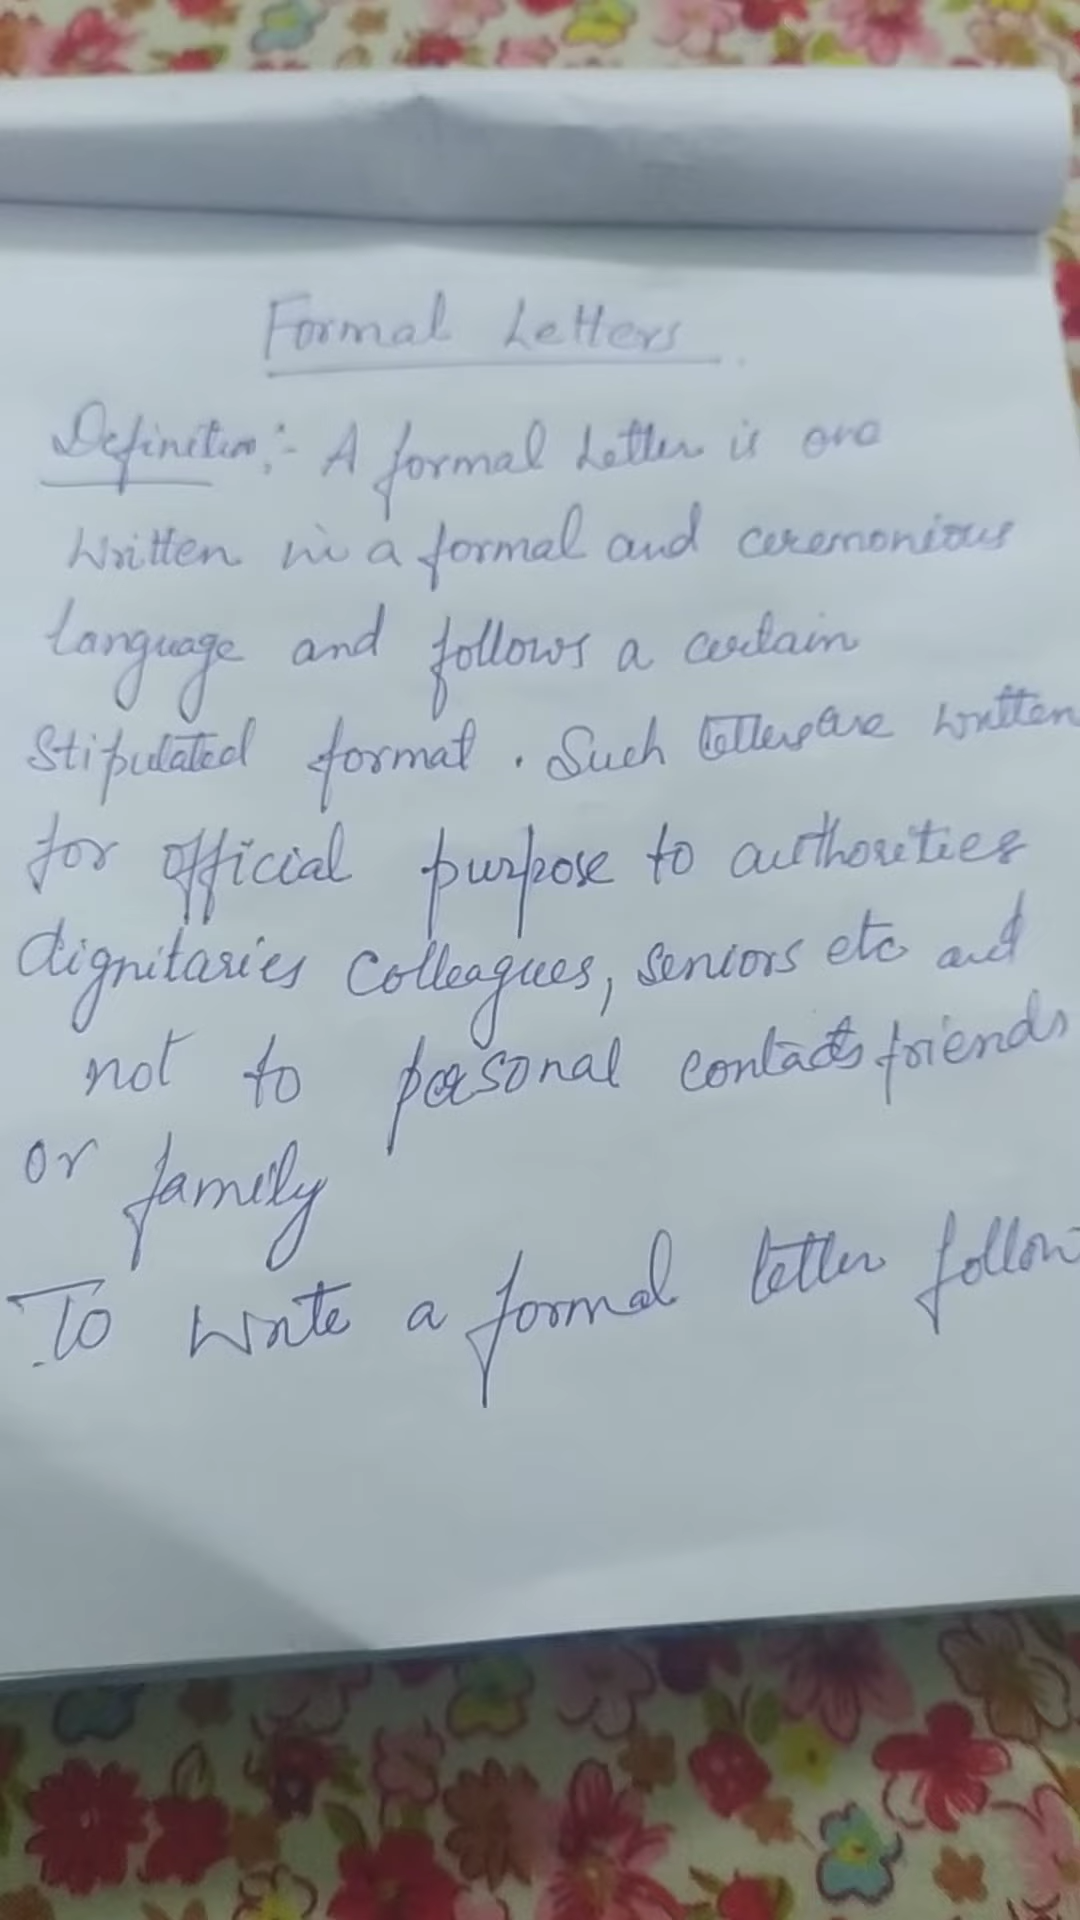 Formal Letters
Definition:- A formal Letter is one
written in a formal and ceremonious
language and follows a certain
stipulated format. Such letters are written
for official purpose to authorities
dignitaries colleagues, seniors etc and
not to personal contacts friends
or family
To write a formal letter follow